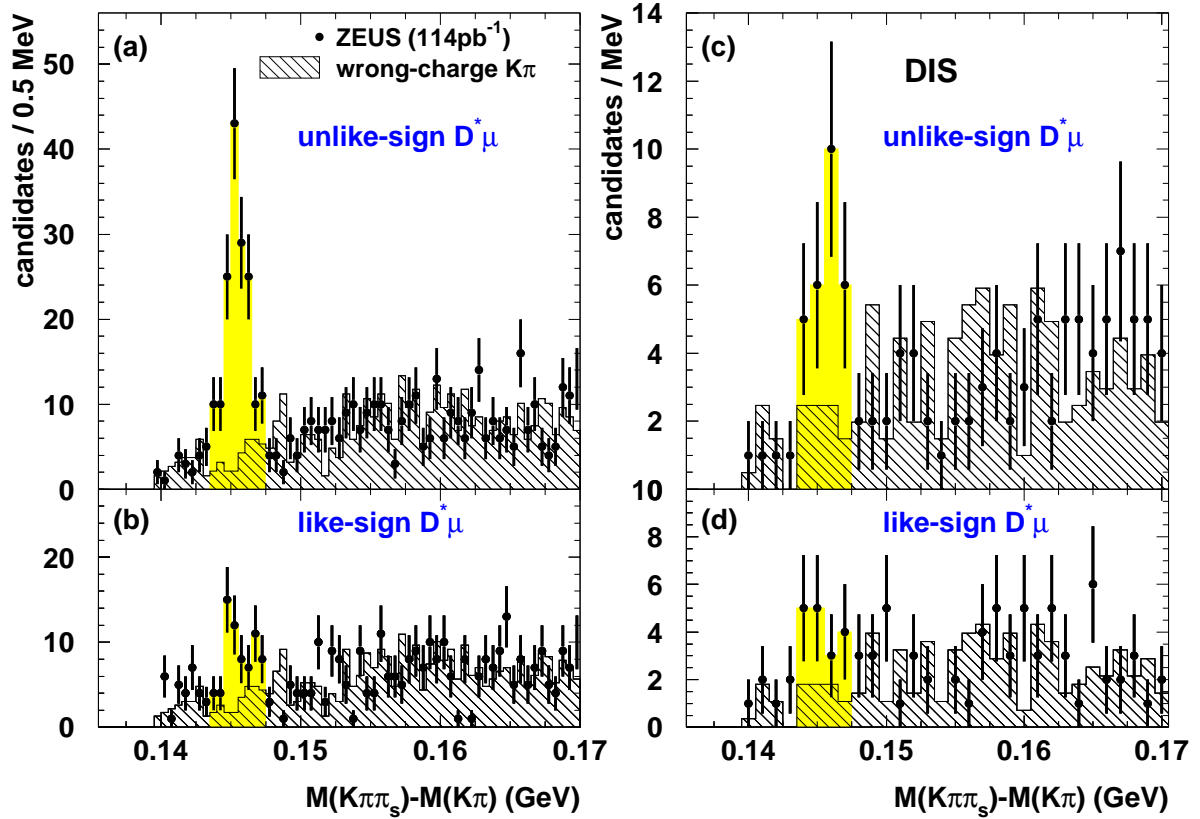 (a)
ZEUS (114pb⁻¹)
wrong-charge Kπ
unlike-sign D*μ
candidates / 0.5 MeV
50
40
30
20
10
0
(b)
like-sign D*μ
20
10
0
0.14 0.15 0.16 0.17
M(Kππs)-M(Kπ) (GeV)
(c)
DIS
unlike-sign D*μ
candidates / MeV
14
12
10
8
6
4
2
0
(d)
like-sign D*μ
10
8
6
4
2
0
0.14 0.15 0.16 0.17
M(Kππs)-M(Kπ) (GeV)